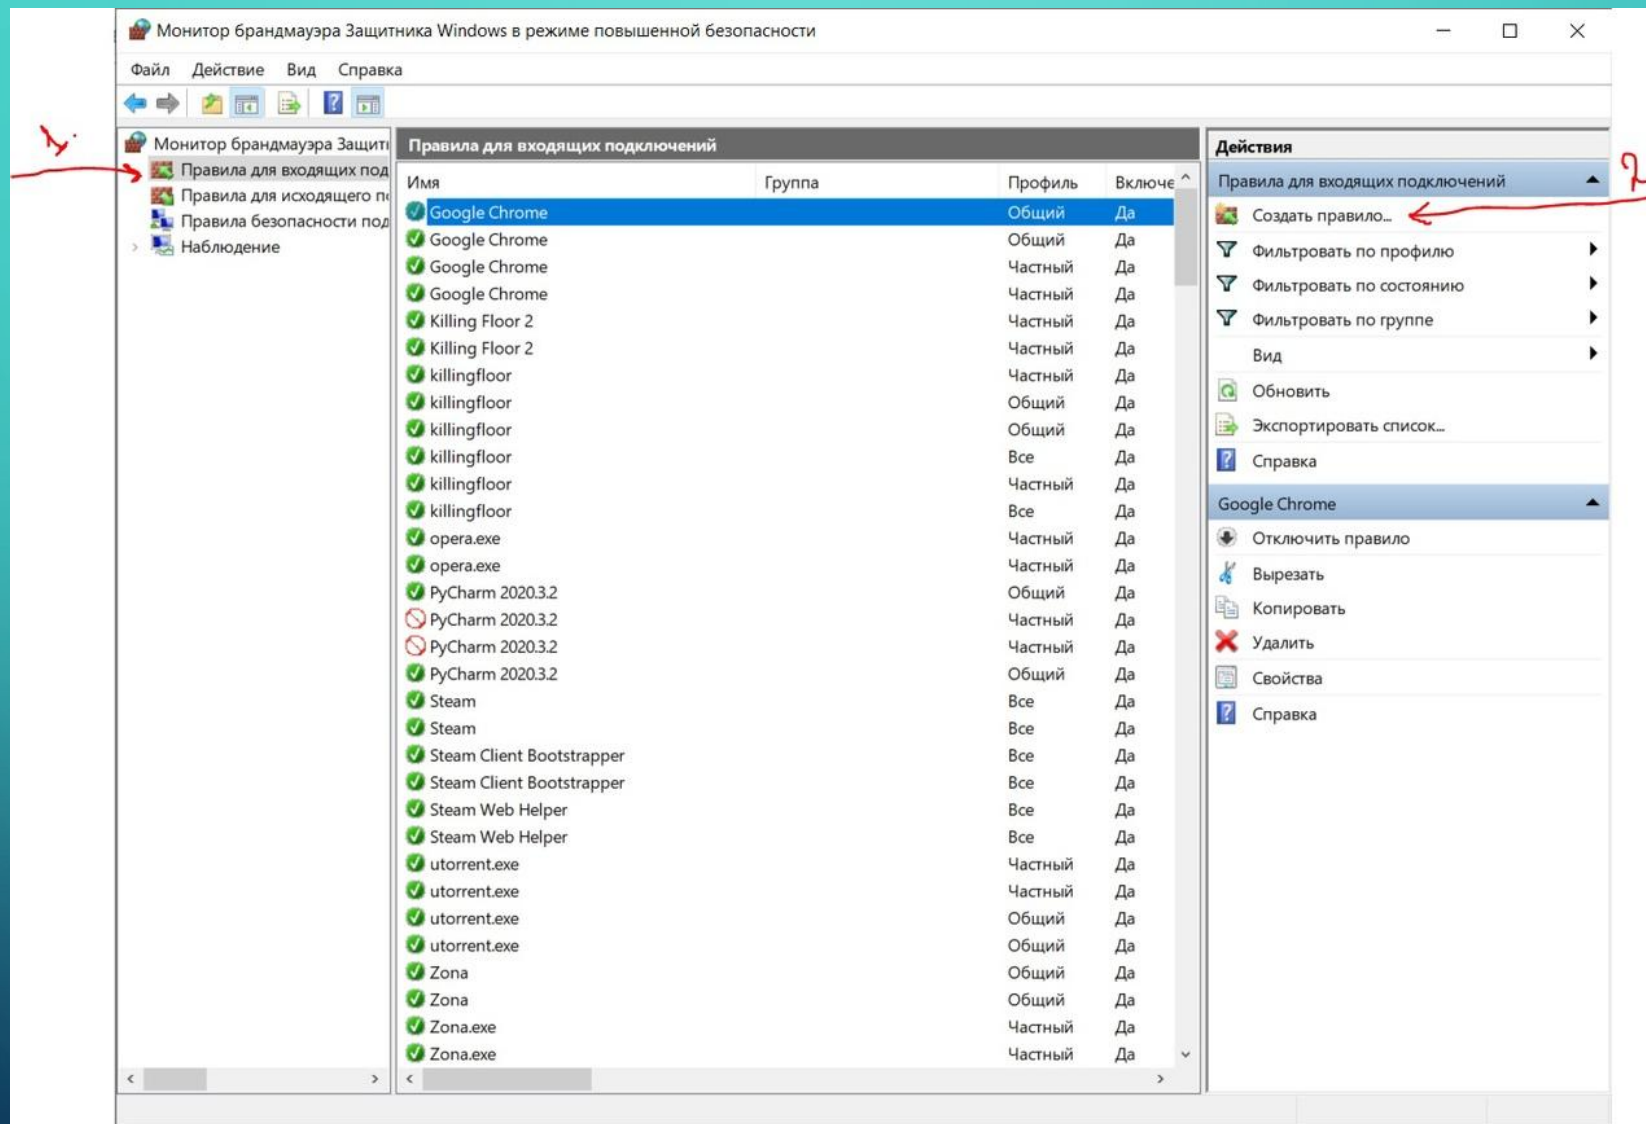 Монитор брандмауэра Защитника Windows в режиме повышенной безопасности
Файл Действие Вид Справка
1.
Монитор брандмауэра Защитн
Правила для входящих под
Правила для исходящего по
Правила безопасности под
Наблюдение
Правила для входящих подключений
Имя Группа Профиль Включе
Google Chrome Общий Да
Google Chrome Общий Да
Google Chrome Частный Да
Google Chrome Частный Да
Killing Floor 2 Частный Да
Killing Floor 2 Частный Да
killingfloor Частный Да
killingfloor Общий Да
killingfloor Общий Да
killingfloor Все Да
killingfloor Частный Да
killingfloor Все Да
opera.exe Частный Да
opera.exe Частный Да
PyCharm 2020.3.2 Общий Да
PyCharm 2020.3.2 Частный Да
PyCharm 2020.3.2 Частный Да
PyCharm 2020.3.2 Общий Да
Steam Все Да
Steam Все Да
Steam Client Bootstrapper Все Да
Steam Client Bootstrapper Все Да
Steam Web Helper Все Да
Steam Web Helper Все Да
utorrent.exe Частный Да
utorrent.exe Частный Да
utorrent.exe Общий Да
utorrent.exe Общий Да
Zona Общий Да
Zona Общий Да
Zona.exe Частный Да
Zona.exe Частный Да
Действия
Правила для входящих подключений
2
Создать правило...
Фильтровать по профилю
Фильтровать по состоянию
Фильтровать по группе
Вид
Обновить
Экспортировать список...
Справка
Google Chrome
Отключить правило
Вырезать
Копировать
Удалить
Свойства
Справка